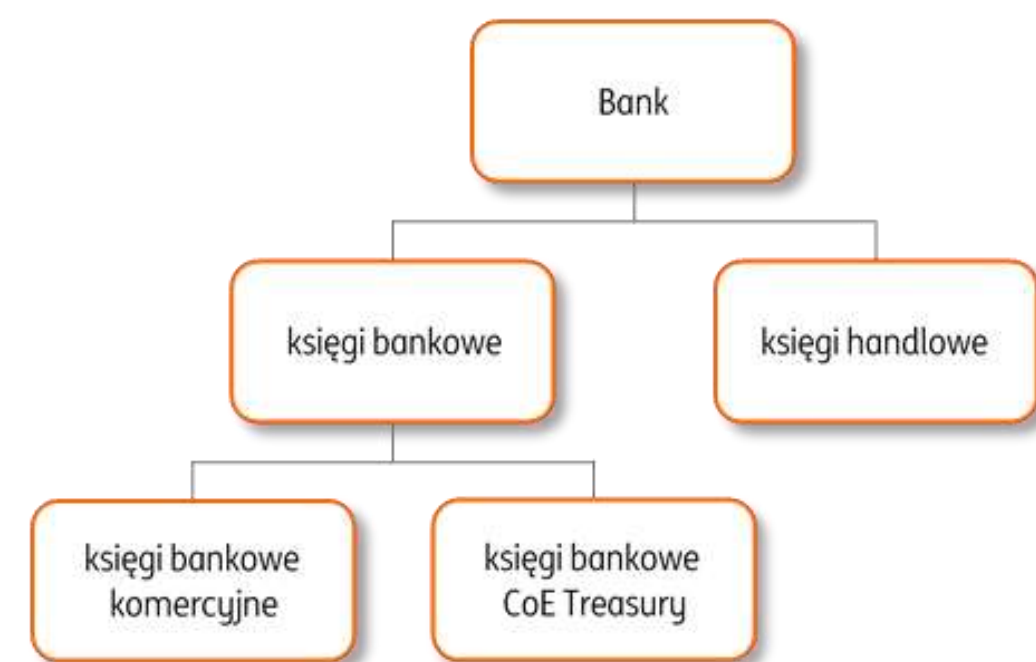 Bank
księgi bankowe
księgi handlowe
księgi bankowe
komercyjne
księgi bankowe
CoE Treasury